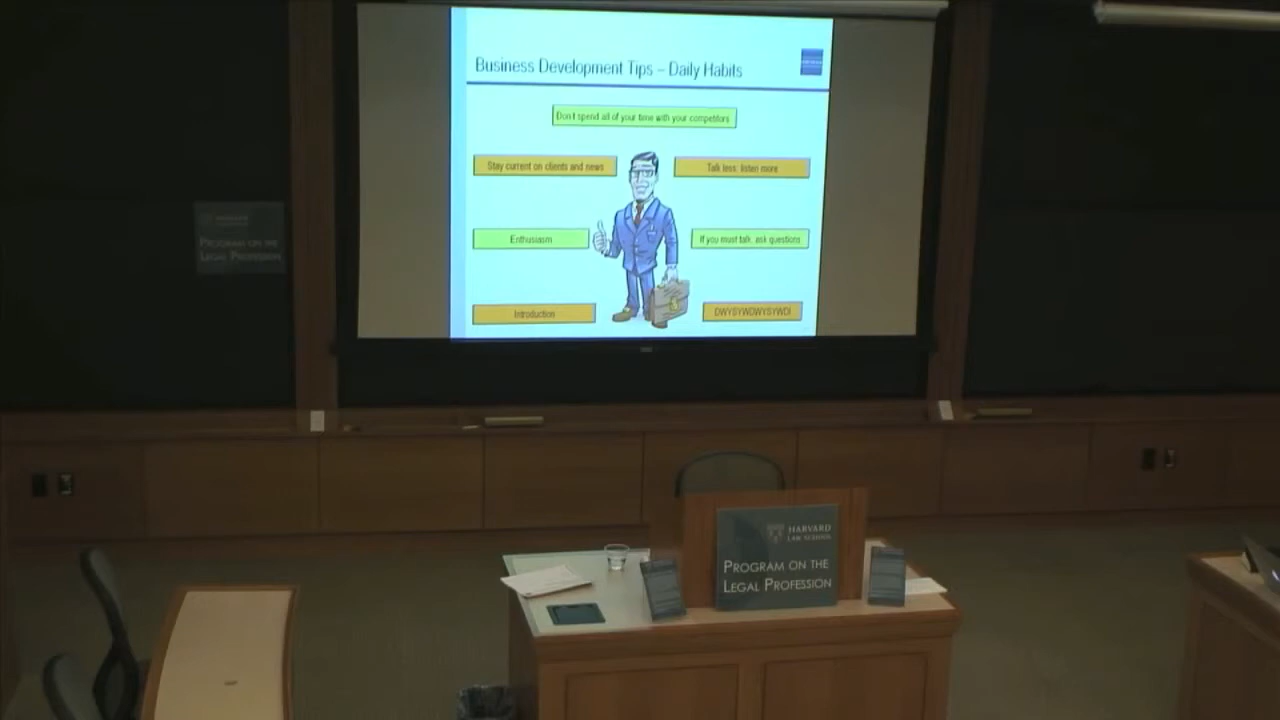 Business Development Tips – Daily Habits
Don't spend all of your time with your competitors
Stay current on clients and news
Talk less, listen more
Enthusiasm
If you must talk, ask questions
Introduction
DWYSYWDWYSYWDI
HARVARD
PROGRAM ON THE
LEGAL PROFESSION
HARVARD
LAW SCHOOL
PROGRAM ON THE
LEGAL PROFESSION